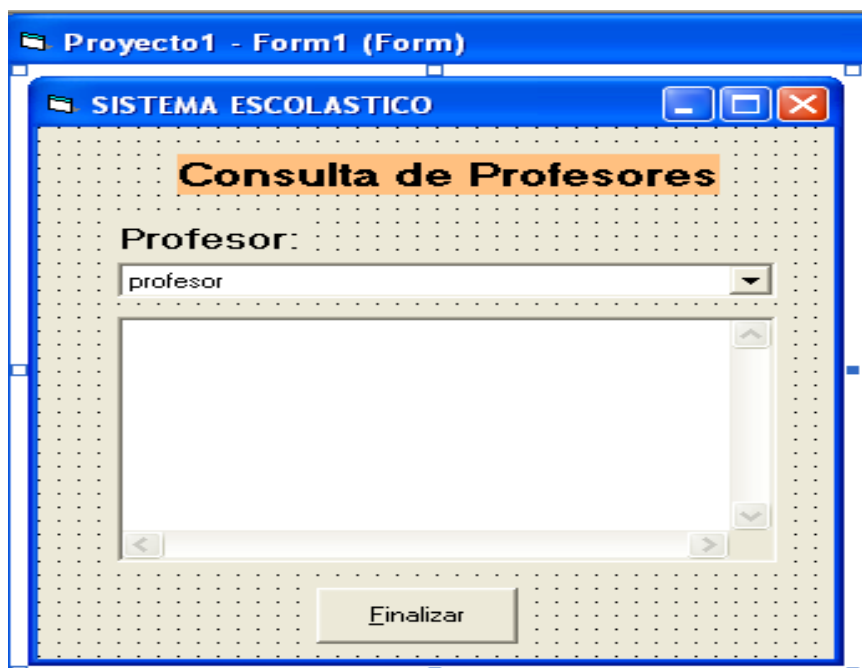 Proyecto1 - Form1 (Form)
SISTEMA ESCOLASTICO
Consulta de Profesores
Profesor:
profesor
Finalizar